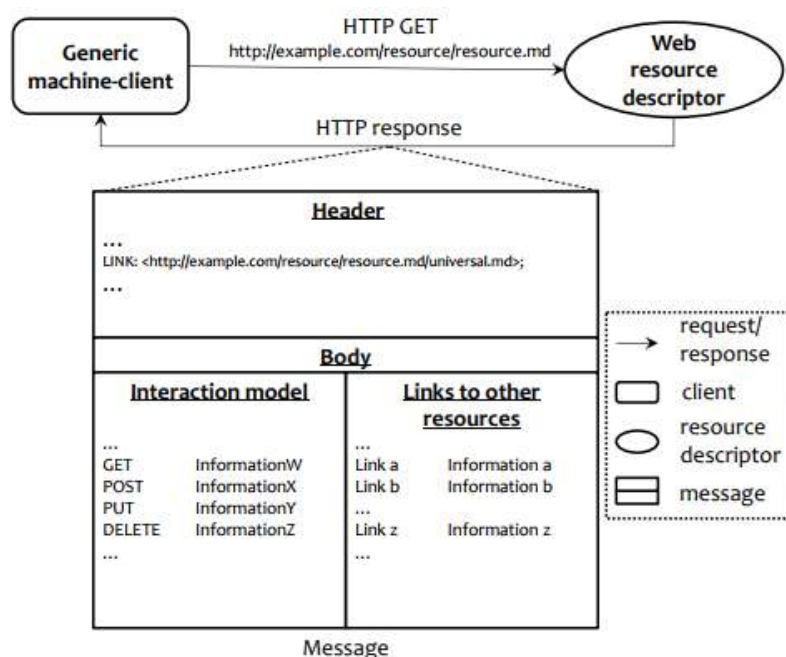 HTTP GET
http://example.com/resource/resource.md
Generic
machine-client
Web
resource
descriptor
HTTP response
Header
...
LINK: <http://example.com/resource/resource.md/universal.md>;
...
Body
Interaction model
...
GET InformationW
POST InformationX
PUT InformationY
DELETE InformationZ
...
Links to other
resources
...
Link a Information a
Link b Information b
...
Link z Information z
...
Message
request/
response
client
resource
descriptor
message